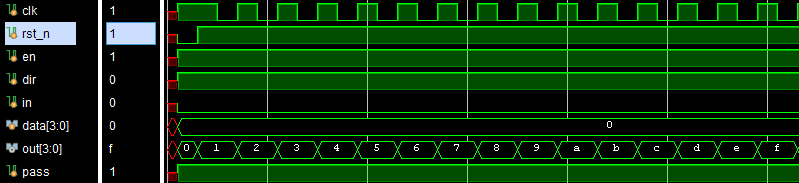 clk 1
rst_n 1
en 1
dir 0
in 0
data[3:0] 0 0
out[3:0] f 0 1 2 3 4 5 6 7 8 9 a b c d e f
pass 1